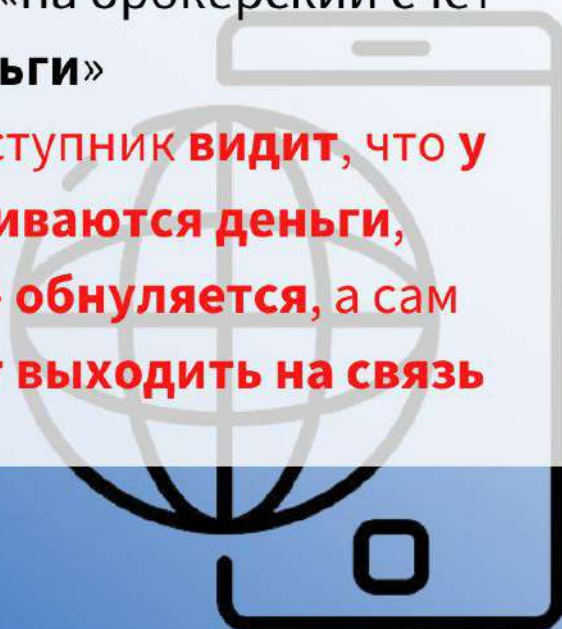 «на брокерский счет
ьги»
ступник видит, что у
иваются деньги,
обнуляется, а сам
выходить на связь